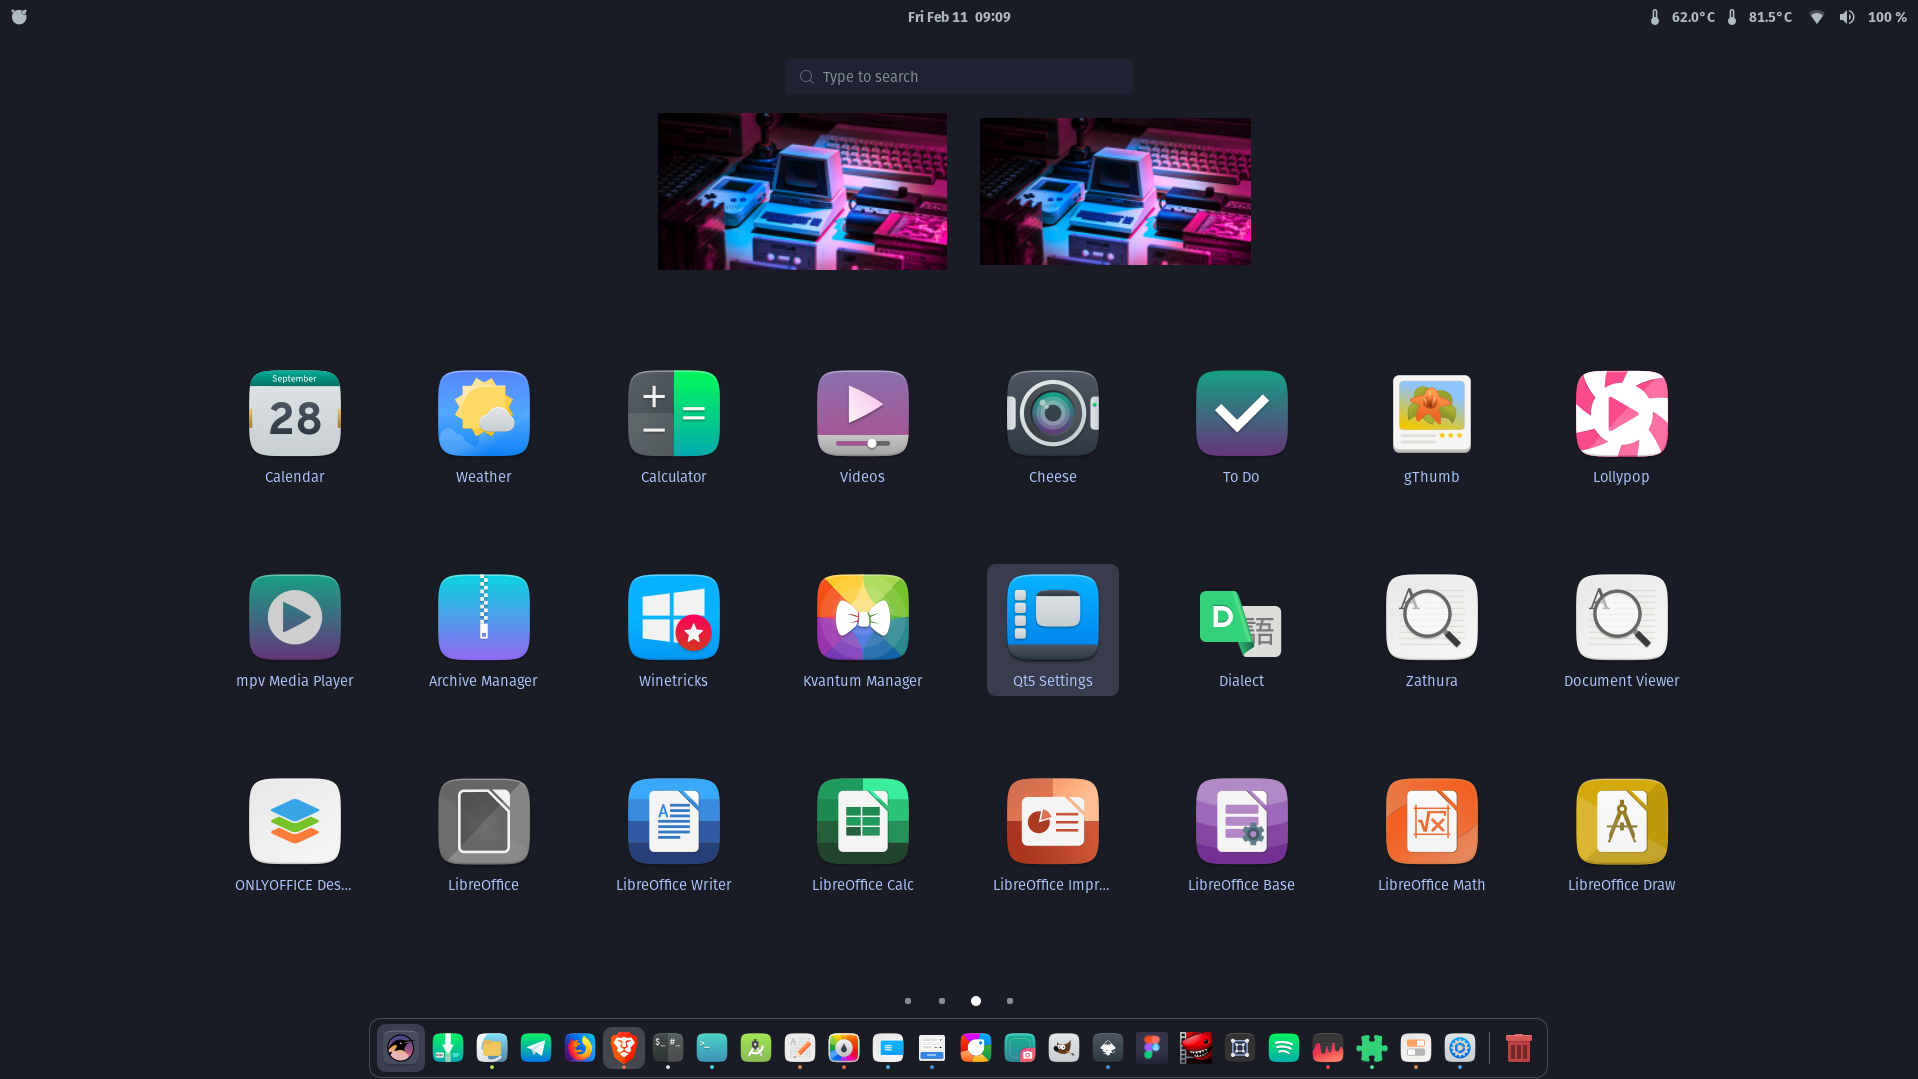 Fri Feb 11 09:09
62.0°C 81.5°C 100 %
Type to search
September
28
Calendar Weather Calculator Videos Cheese To Do gThumb Lollypop
A A
D 語
mpv Media Player Archive Manager Winetricks Kvantum Manager Qt5 Settings Dialect Zathura Document Viewer
A √x
ONLYOFFICE Des... LibreOffice LibreOffice Writer LibreOffice Calc LibreOffice Impr... LibreOffice Base LibreOffice Math LibreOffice Draw
$_ #_ >_